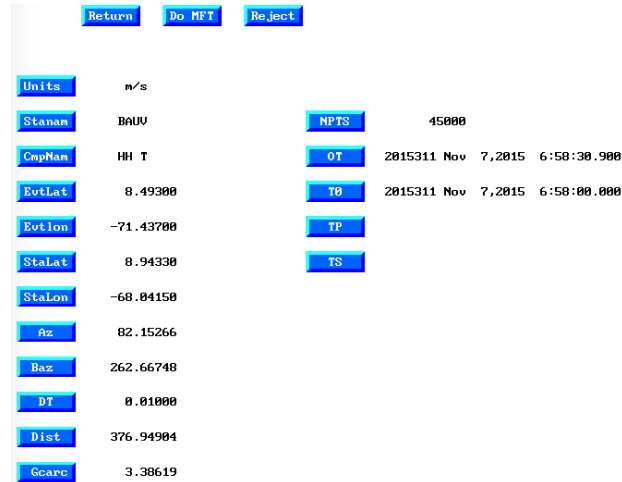 Return Do MFT Reject
Units m/s
Stanam BAUV NPTS 45000
CmpNam HH T OT 2015311 Nov 7,2015 6:58:30.900
EvtLat 8.49300 T0 2015311 Nov 7,2015 6:58:00.000
Evtlon -71.43700 TP
StaLat 8.94330 TS
StaLon -68.04150
Az 82.15266
Baz 262.66748
DT 0.01000
Dist 376.94904
Gcarc 3.38619